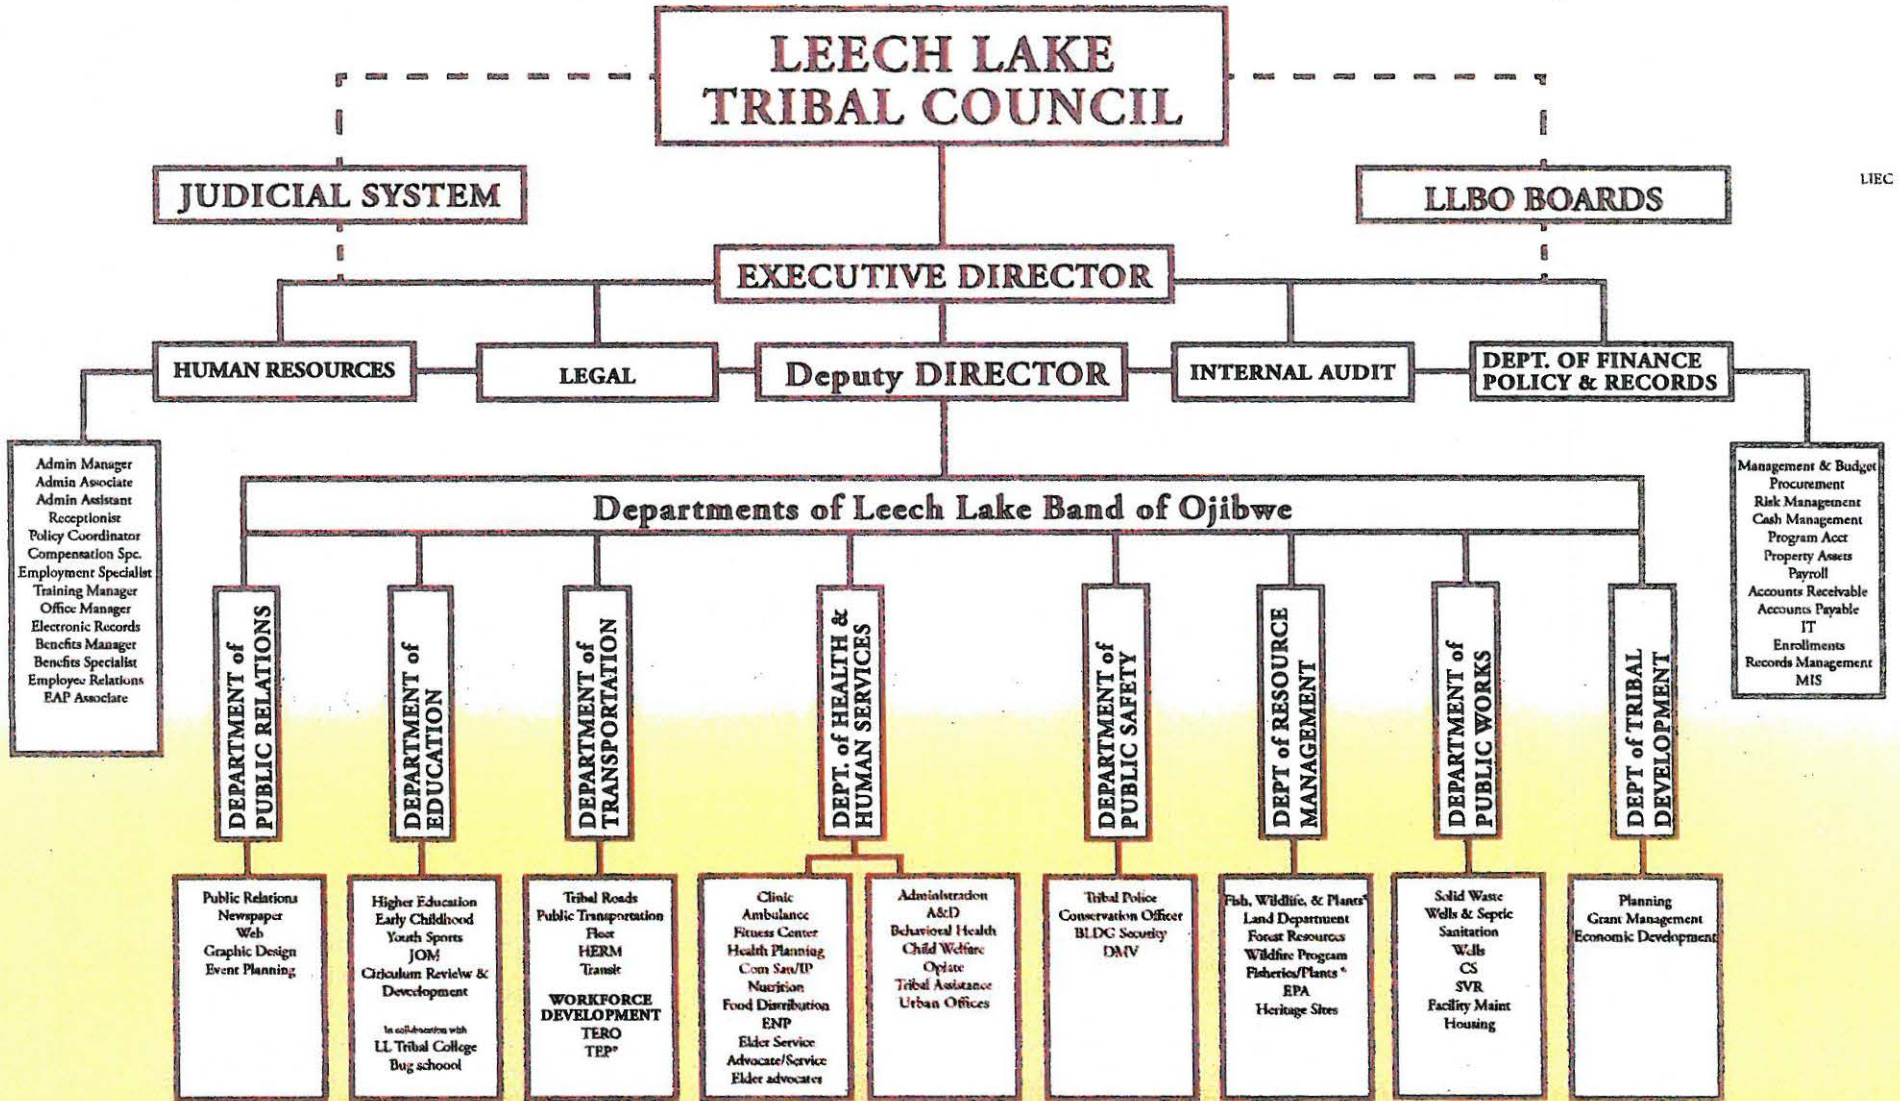 LEECH LAKE
TRIBAL COUNCIL
JUDICIAL SYSTEM
LLBO BOARDS
LIEC
EXECUTIVE DIRECTOR
HUMAN RESOURCES
LEGAL
Deputy DIRECTOR
INTERNAL AUDIT
DEPT. OF FINANCE
POLICY & RECORDS
Admin Manager
Admin Associate
Admin Assistant
Receptionist
Policy Coordinator
Compensation Spc.
Employment Specialist
Training Manager
Office Manager
Electronic Records
Benefits Manager
Benefits Specialist
Employee Relations
EAP Associate
Management & Budget
Procurement
Risk Management
Cash Management
Program Acct
Property Assets
Payroll
Accounts Receivable
Accounts Payable
IT
Enrollments
Records Management
MIS
Departments of Leech Lake Band of Ojibwe
DEPARTMENT of
PUBLIC RELATIONS
DEPARTMENT of
EDUCATION
DEPARTMENT of
TRANSPORTATION
DEPT. of HEALTH &
HUMAN SERVICES
DEPARTMENT of
PUBLIC SAFETY
DEPT of RESOURCE
MANAGEMENT
DEPARTMENT of
PUBLIC WORKS
DEPT of TRIBAL
DEVELOPMENT
Public Relations
Newspaper
Web
Graphic Design
Event Planning
Higher Education
Early Childhood
Youth Sports
JOM
Ciriculum Review &
Development
In collaboration with
LL Tribal College
Bug schoool
Tribal Roads
Public Transportation
Fleet
HERM
Transit
WORKFORCE
DEVELOPMENT
TERO
TEP*
Clinic
Ambulance
Fitness Center
Health Planning
Com San/IP
Nutrition
Food Distribution
ENP
Elder Service
Advocate/Service
Elder advocates
Administration
A&D
Behavioral Health
Child Welfare
Opiate
Tribal Assistance
Urban Offices
Tribal Police
Conservation Officer
BLDG Security
DMV
Fish, Wildlife, & Plants*
Land Department
Forest Resources
Wildfire Program
Fisheries/Plants *
EPA
Heritage Sites
Solid Waste
Wells & Septic
Sanitation
Wells
CS
SVR
Facility Maint
Housing
Planning
Grant Management
Economic Development